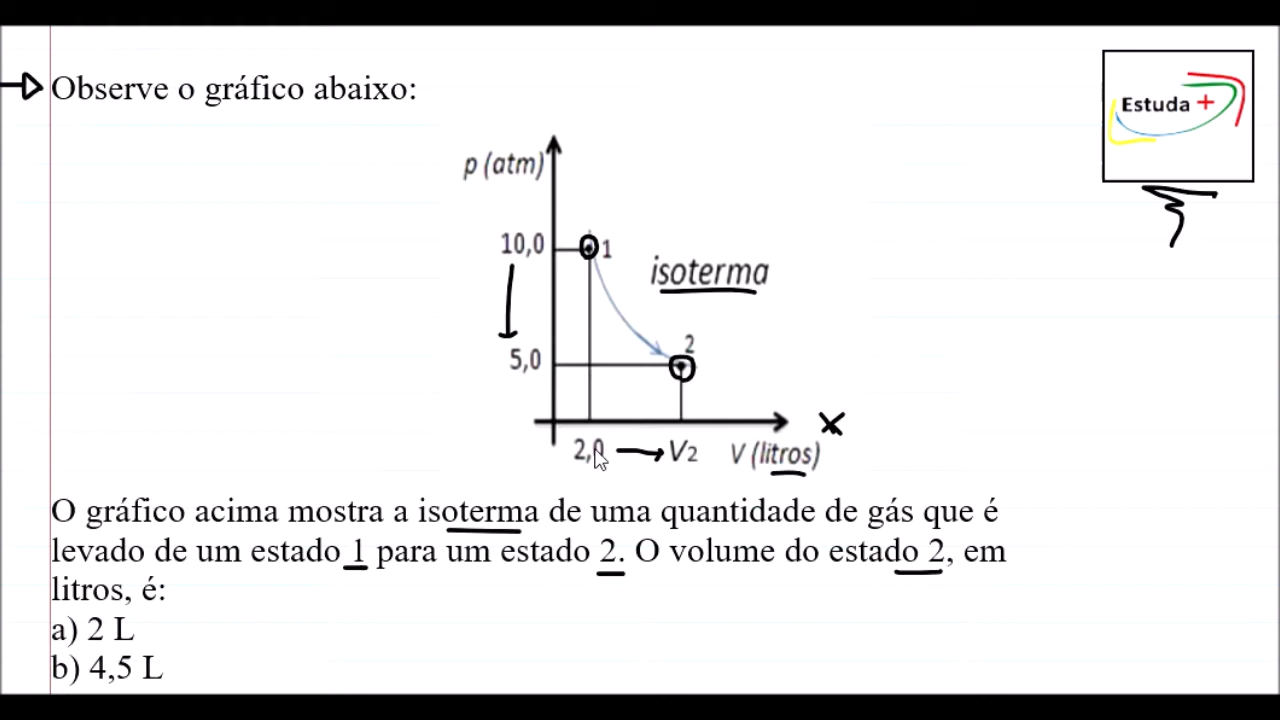 Observe o gráfico abaixo:
Estuda +
p (atm)
10,0
1
isoterma
2
5,0
2,0
V2
V (litros)
O gráfico acima mostra a isoterma de uma quantidade de gás que é
levado de um estado 1 para um estado 2. O volume do estado 2, em
litros, é:
a) 2 L
b) 4,5 L